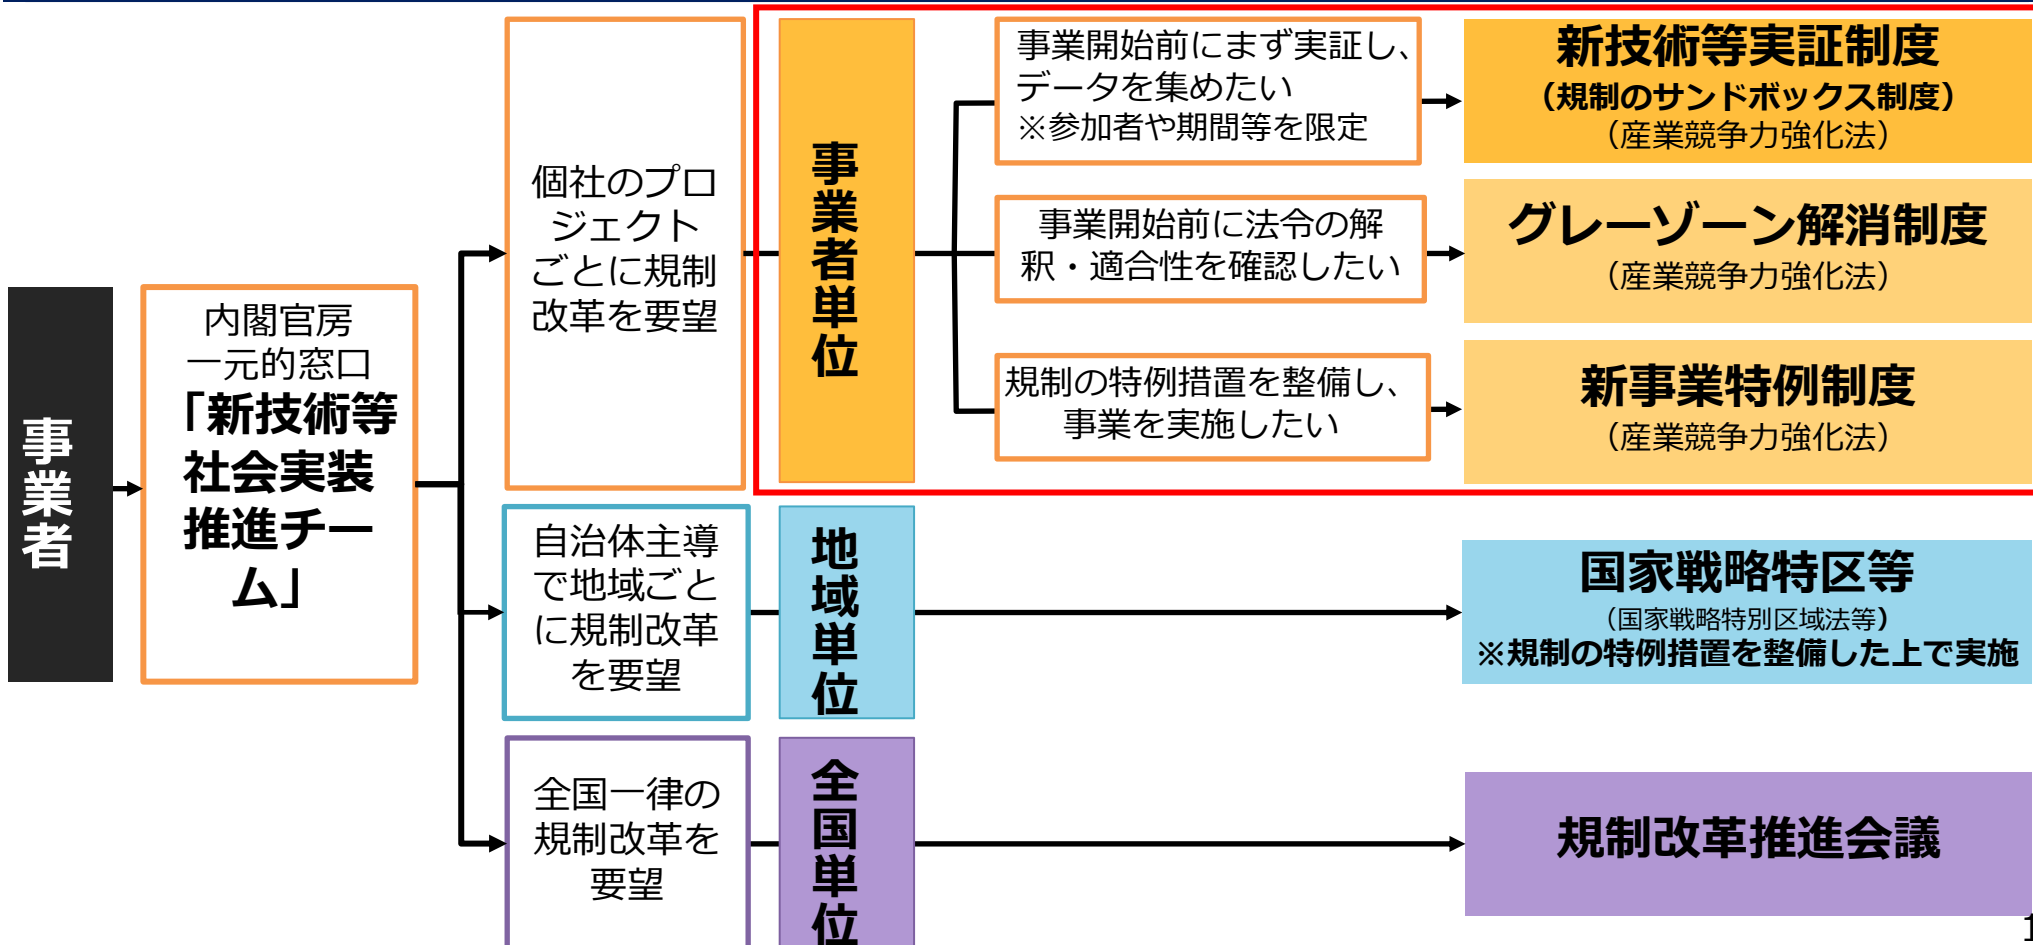 事業者
内閣官房
一元的窓口
「新技術等
社会実装
推進チー
ム」
個社のプロ
ジェクト
ごとに規制
改革を要望
事業者単位
事業開始前にまず実証し、
データを集めたい
※参加者や期間等を限定
新技術等実証制度
（規制のサンドボックス制度）
（産業競争力強化法）
事業開始前に法令の解
釈・適合性を確認したい
グレーゾーン解消制度
（産業競争力強化法）
規制の特例措置を整備し、
事業を実施したい
新事業特例制度
（産業競争力強化法）
自治体主導
で地域ごと
に規制改革
を要望
地域単位
国家戦略特区等
（国家戦略特別区域法等）
※規制の特例措置を整備した上で実施
全国一律の
規制改革を
要望
全国単位
規制改革推進会議